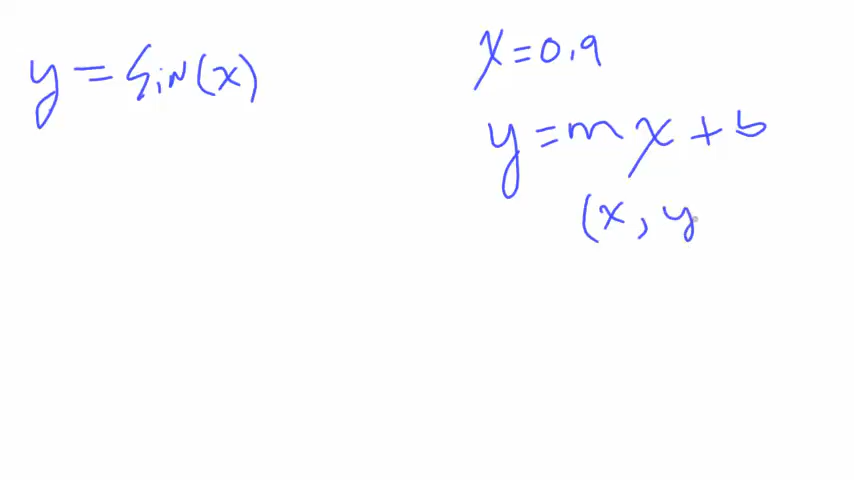 y = sin(x)
x = 0.9
y = mx + b
(x, y